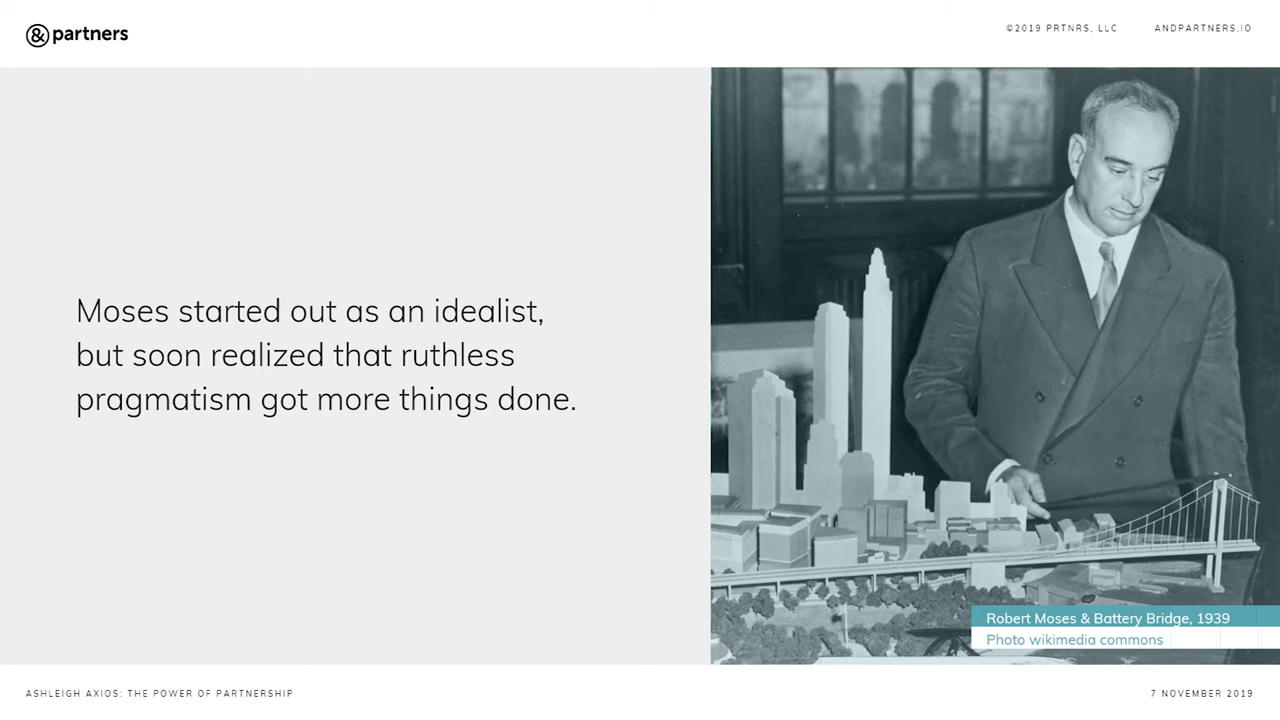 & partners
©2019 PRTNRS, LLC
ANDPARTNERS.IO
Moses started out as an idealist,
but soon realized that ruthless
pragmatism got more things done.
Robert Moses & Battery Bridge, 1939
Photo wikimedia commons
ASHLEIGH AXIOS: THE POWER OF PARTNERSHIP
7 NOVEMBER 2019